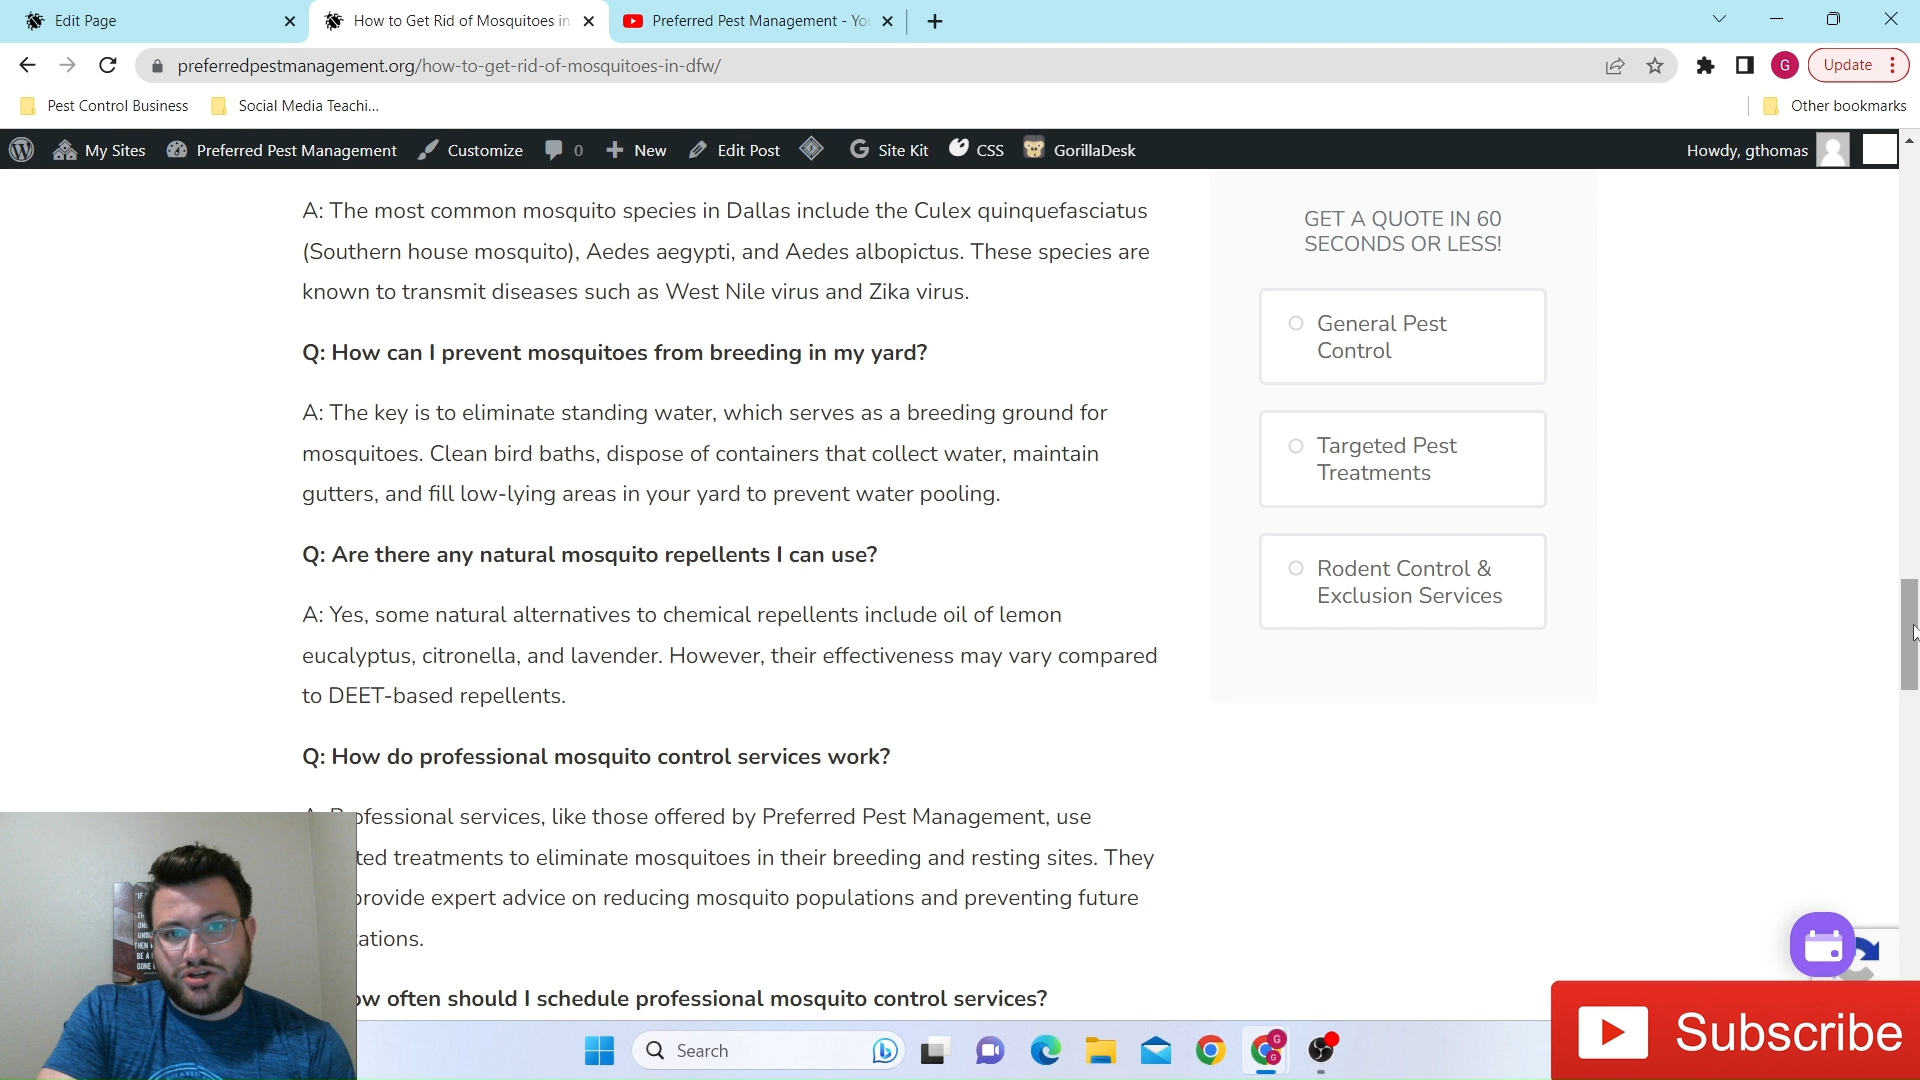 Edit Page
How to Get Rid of Mosquitoes in
Preferred Pest Management - You
preferredpestmanagement.org/how-to-get-rid-of-mosquitoes-in-dfw/
G
Update
Pest Control Business
Social Media Teachi...
Other bookmarks
My Sites
Preferred Pest Management
Customize
0
New
Edit Post
Site Kit
CSS
GorillaDesk
Howdy, gthomas
A: The most common mosquito species in Dallas include the Culex quinquefasciatus
(Southern house mosquito), Aedes aegypti, and Aedes albopictus. These species are
known to transmit diseases such as West Nile virus and Zika virus.
Q: How can I prevent mosquitoes from breeding in my yard?
A: The key is to eliminate standing water, which serves as a breeding ground for
mosquitoes. Clean bird baths, dispose of containers that collect water, maintain
gutters, and fill low-lying areas in your yard to prevent water pooling.
Q: Are there any natural mosquito repellents I can use?
A: Yes, some natural alternatives to chemical repellents include oil of lemon
eucalyptus, citronella, and lavender. However, their effectiveness may vary compared
to DEET-based repellents.
Q: How do professional mosquito control services work?
ofessional services, like those offered by Preferred Pest Management, use
ted treatments to eliminate mosquitoes in their breeding and resting sites. They
provide expert advice on reducing mosquito populations and preventing future
ations.
ow often should I schedule professional mosquito control services?
GET A QUOTE IN 60
SECONDS OR LESS!
General Pest
Control
Targeted Pest
Treatments
Rodent Control &
Exclusion Services
Search
Subscribe